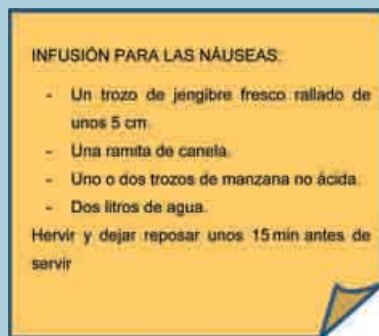 INFUSIÓN PARA LAS NÁUSEAS:
- Un trozo de jengibre fresco rallado de
unos 5 cm.
- Una ramita de canela.
- Uno o dos trozos de manzana no ácida.
- Dos litros de agua.
Hervir y dejar reposar unos 15 min antes de
servir